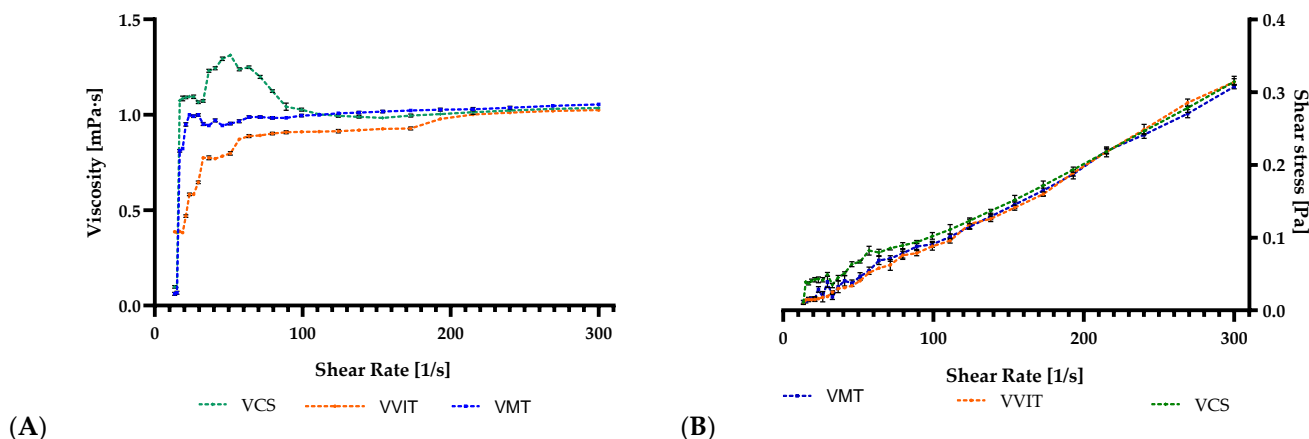 1.5
1.0
0.5
0.0
Viscosity [mPa·s]
0 100 200 300
Shear Rate [1/s]
VCS VVIT VMT
(A)
0.4
0.3
0.2
0.1
0.0
Shear stress [Pa]
0 100 200 300
Shear Rate [1/s]
VMT VVIT VCS
(B)